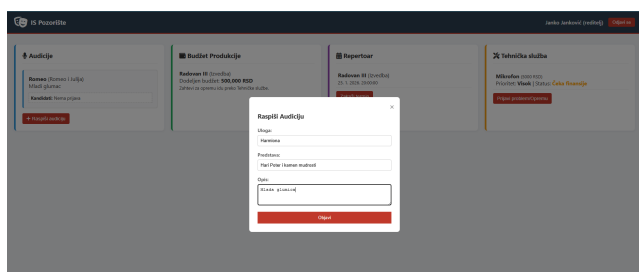 IS Pozorište
Janko Janković (reditelj)
Odjavi se
Audicije
Romeo (Romeo i Julija)
Mladi glumac
Kandidati: Nema prijava
+ Raspiši audiciju
Budžet Produkcije
Radovan III (Izvedba)
Dodeljen budžet: 500,000 RSD
Zahtevi za opremu idu preko Tehničke službe.
Repertoar
Radovan III (Izvedba)
Tehnička služba
Mikrofon (5000 RSD)
Prioritet: Visok | Status: Čeka finansije
Prijavi problem/opremu
×
Raspiši Audiciju
Uloga:
Hermiona
Predstava:
Hari Poter i kamen mudrosti
Opis:
Mlada glumica
Objavi